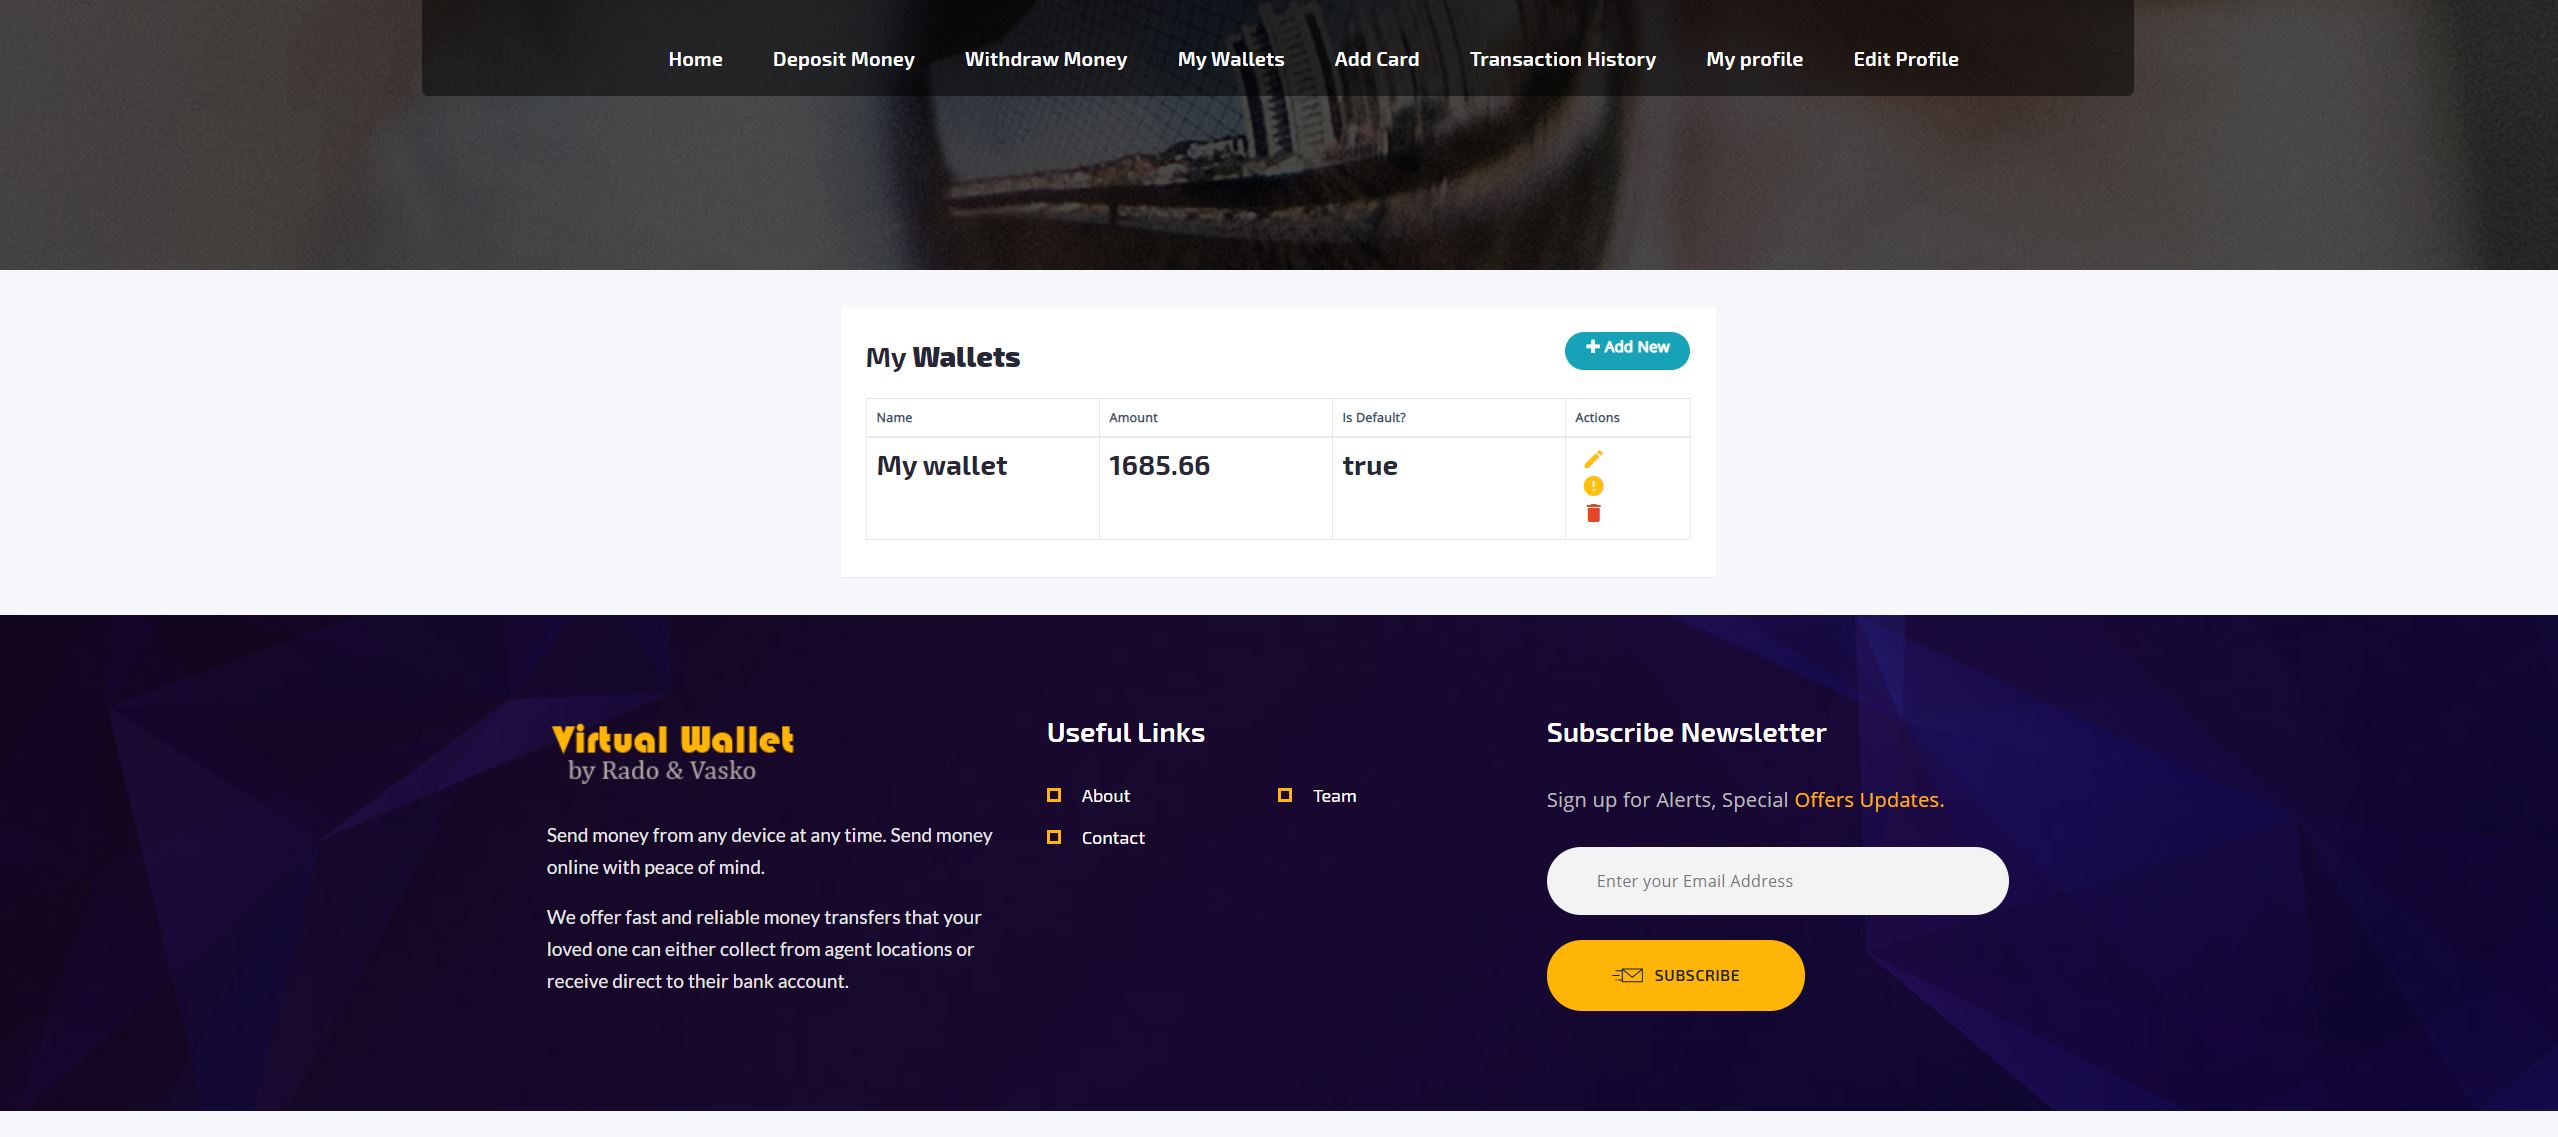 Home Deposit Money Withdraw Money My Wallets Add Card Transaction History My profile Edit Profile
My Wallets
Add New
Name Amount Is Default? Actions
My wallet 1685.66 true
Virtual Wallet
by Rado & Vasko
Send money from any device at any time. Send money
online with peace of mind.
We offer fast and reliable money transfers that your
loved one can either collect from agent locations or
receive direct to their bank account.
Useful Links
About
Team
Contact
Subscribe Newsletter
Sign up for Alerts, Special Offers Updates.
Enter your Email Address
SUBSCRIBE